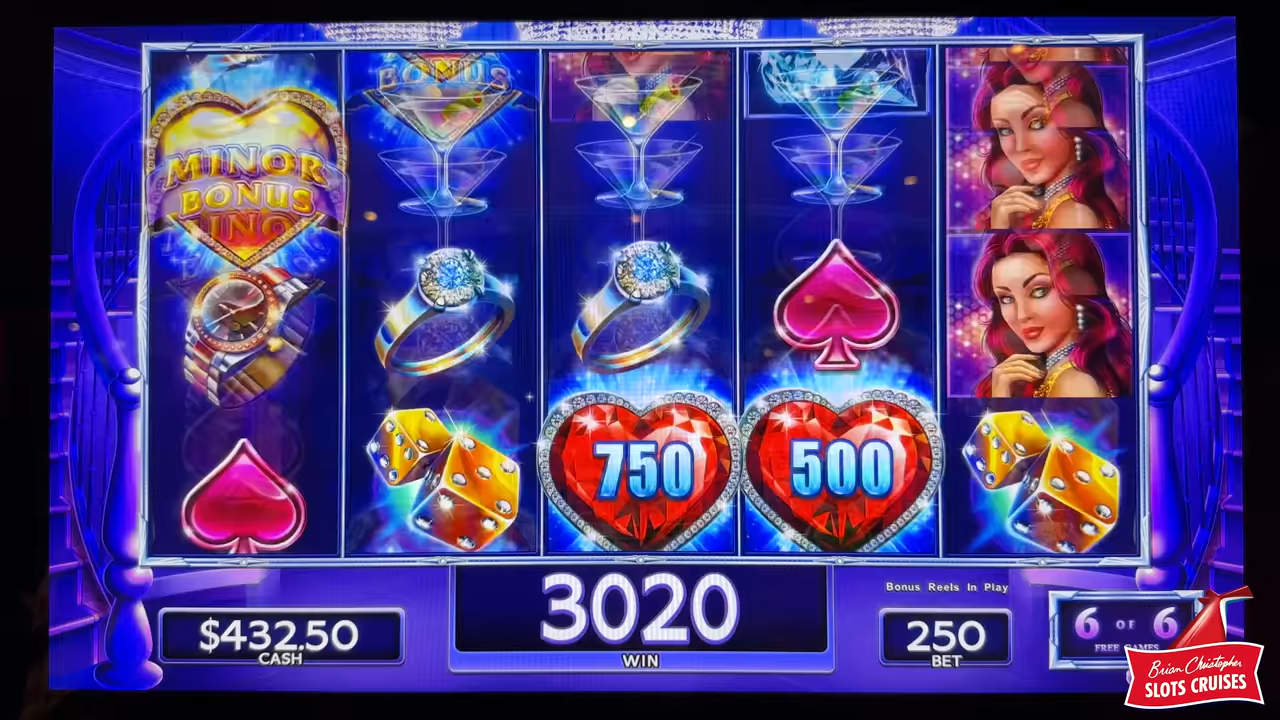 BONUS
MINOR
BONUS
750
500
Bonus Reels In Play
3020
WIN
$432.50
CASH
250
BET
6 OF 6
FREE GAMES
Brian Christopher
SLOTS CRUISES